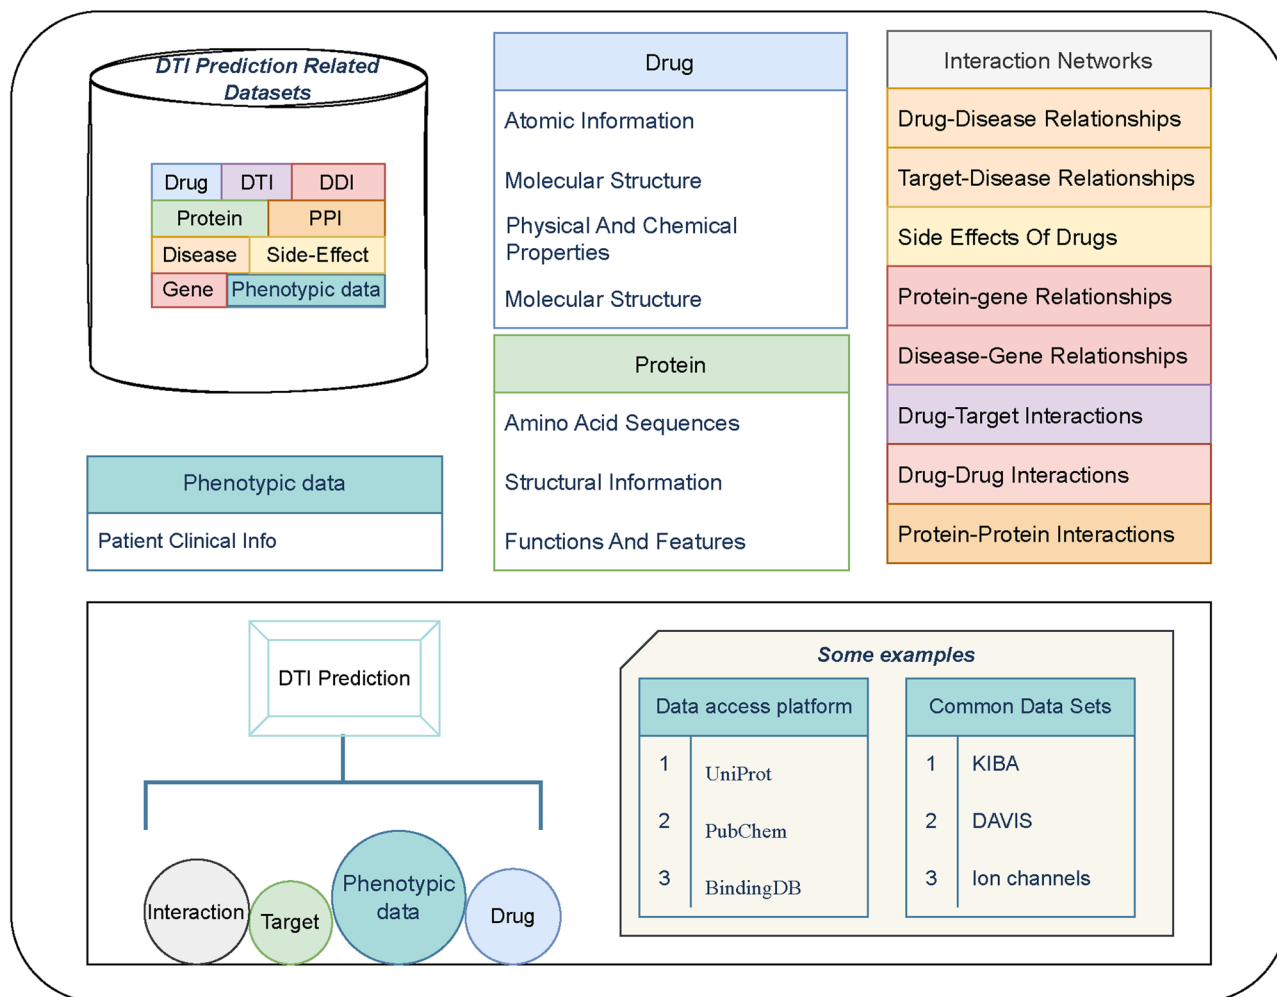 DTI Prediction Related
Datasets
Drug DTI DDI
Protein PPI
Disease Side-Effect
Gene Phenotypic data
Phenotypic data
Patient Clinical Info
Drug
Atomic Information
Molecular Structure
Physical And Chemical
Properties
Molecular Structure
Protein
Amino Acid Sequences
Structural Information
Functions And Features
Interaction Networks
Drug-Disease Relationships
Target-Disease Relationships
Side Effects Of Drugs
Protein-gene Relationships
Disease-Gene Relationships
Drug-Target Interactions
Drug-Drug Interactions
Protein-Protein Interactions
DTI Prediction
Interaction
Target
Phenotypic
data
Drug
Some examples
Data access platform
1 UniProt
2 PubChem
3 BindingDB
Common Data Sets
1 KIBA
2 DAVIS
3 Ion channels